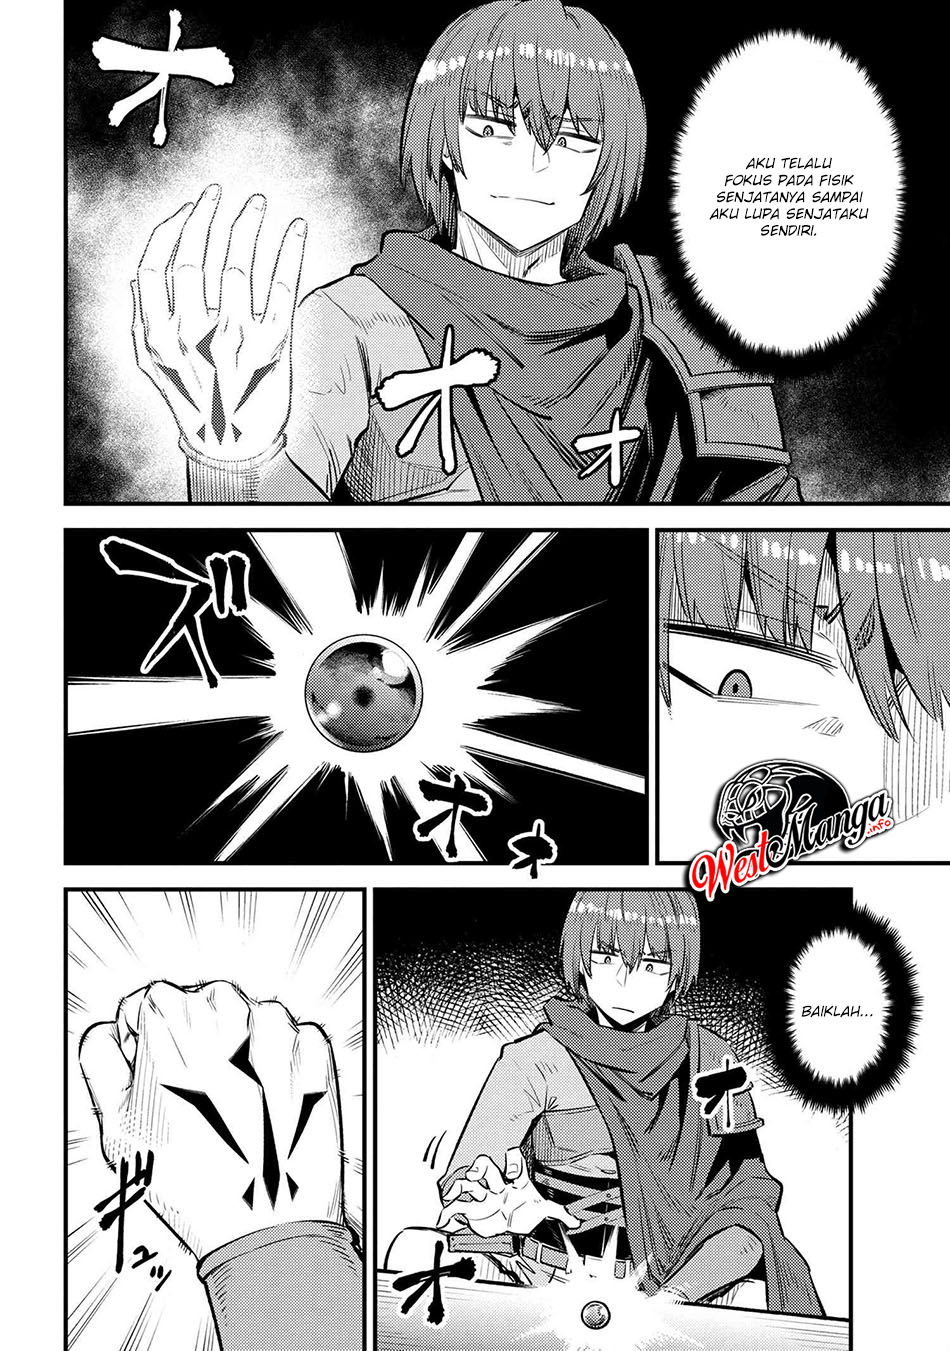 オ
オ
オ
AKU TELALU
FOKUS PADA FISIK
SENJATANYA SAMPAI
AKU LUPA SENJATAKU
SENDIRI.
ズ
オ
オ
WestManga
.info
BAIKLAH...
オ
オ
ギュッ